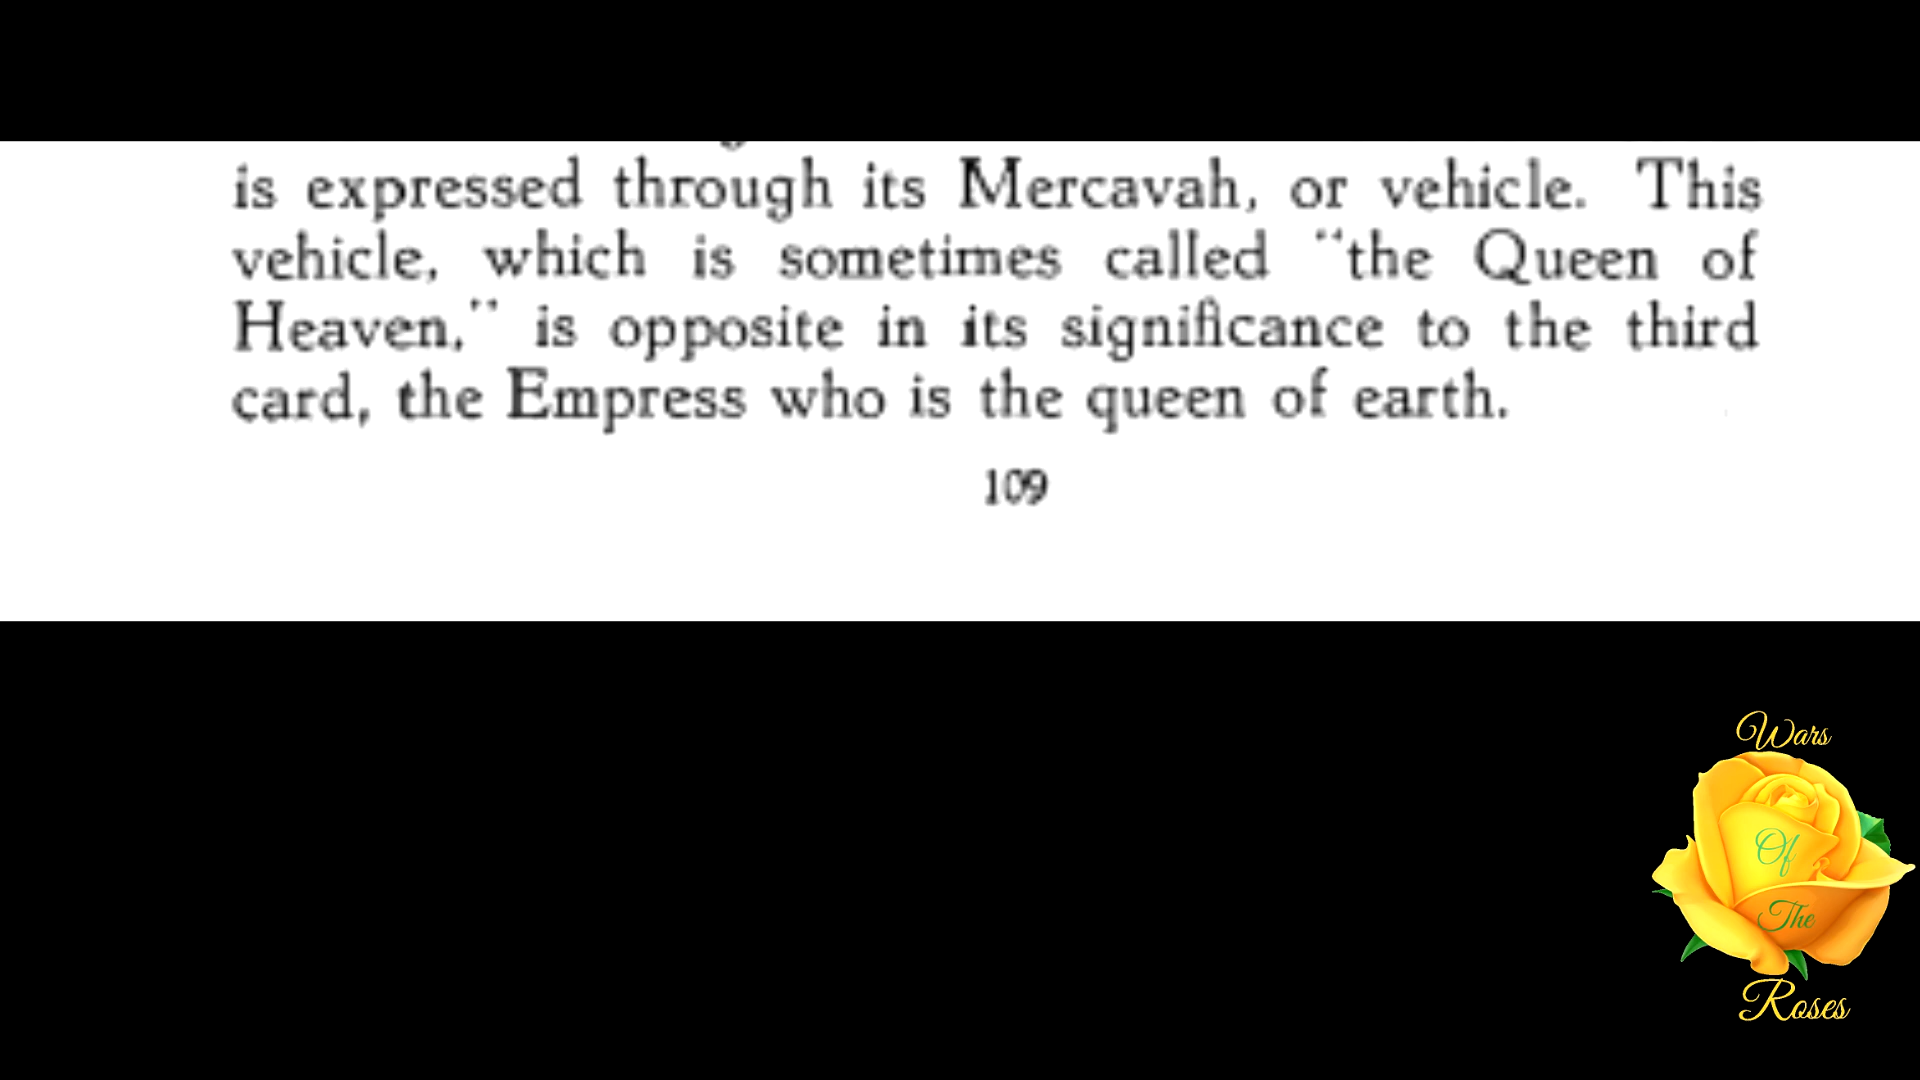 is expressed through its Mercavah, or vehicle. This
vehicle, which is sometimes called "the Queen of
Heaven," is opposite in its significance to the third
card, the Empress who is the queen of earth.
109
Wars
Of
The
Roses